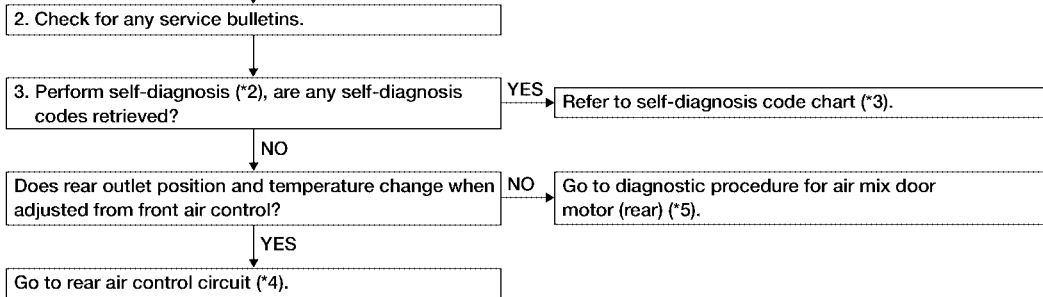 2. Check for any service bulletins.
3. Perform self-diagnosis (*2), are any self-diagnosis
codes retrieved?
YES
Refer to self-diagnosis code chart (*3).
NO
Does rear outlet position and temperature change when
adjusted from front air control?
NO
Go to diagnostic procedure for air mix door
motor (rear) (*5).
YES
Go to rear air control circuit (*4).